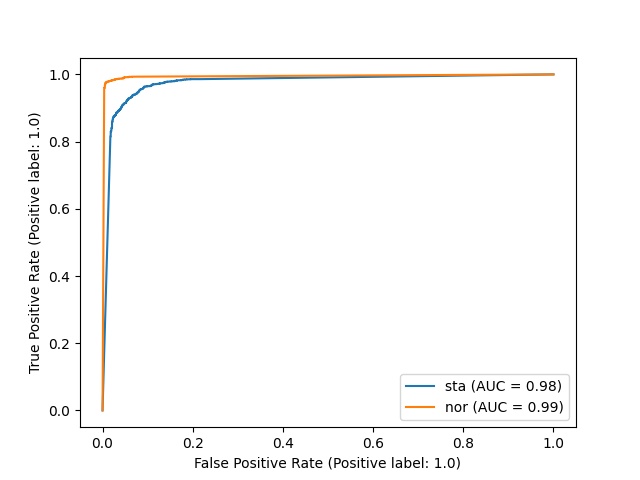 1.0
0.8
0.6
0.4
0.2
0.0
True Positive Rate (Positive label: 1.0)
sta (AUC = 0.98)
nor (AUC = 0.99)
0.0 0.2 0.4 0.6 0.8 1.0
False Positive Rate (Positive label: 1.0)